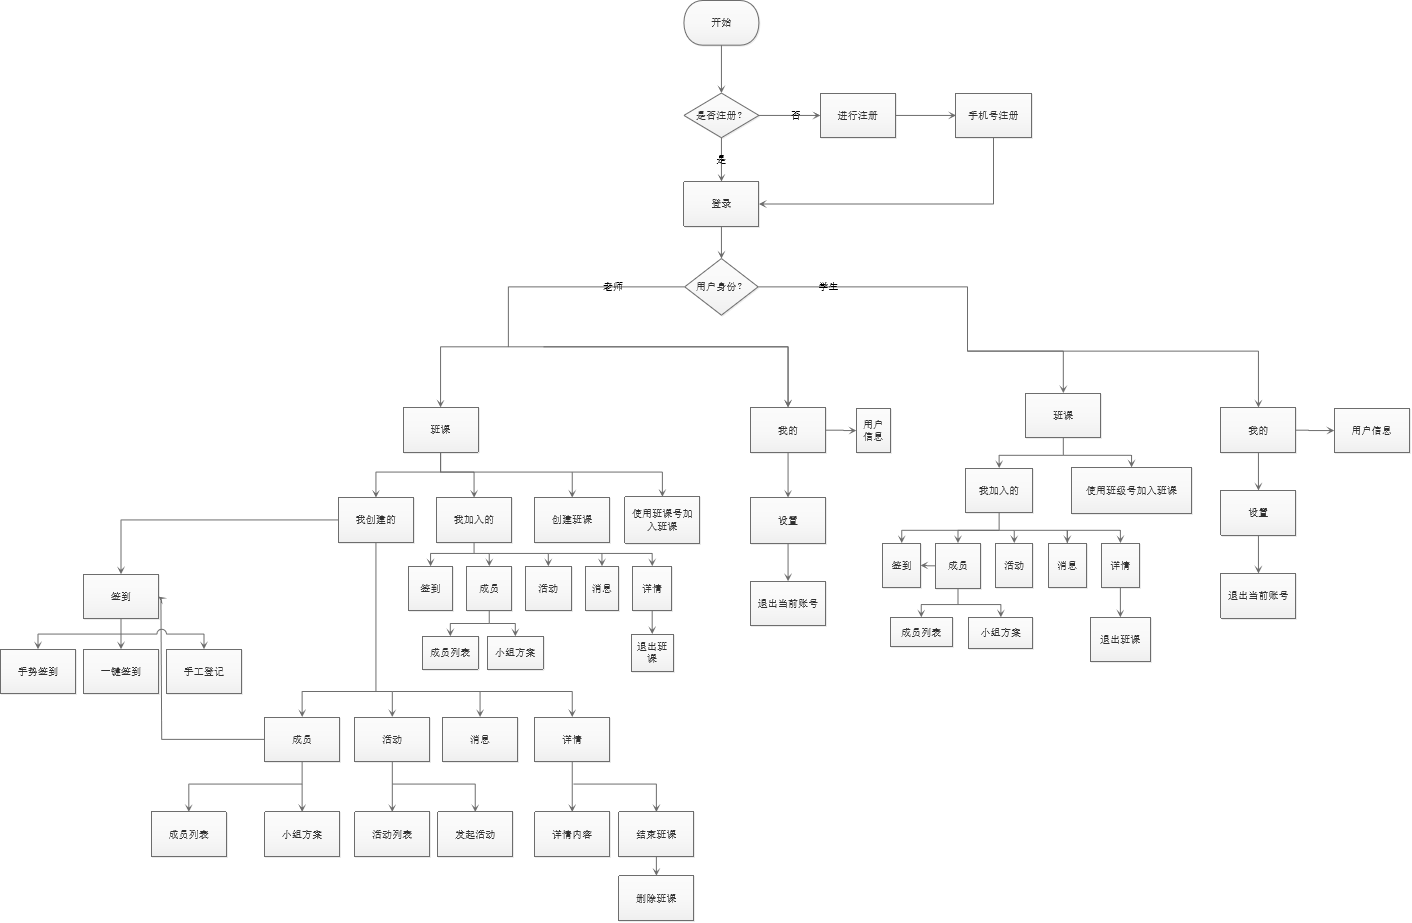 开始
是否注册？
否
进行注册
手机号注册
是
登录
用户身份？
老师
学生
班课
我的
用户
信息
班课
我的
用户信息
我创建的
我加入的
创建班课
使用班课号加
入班课
设置
我加入的
使用班级号加入班课
设置
签到
签到
成员
活动
消息
详情
退出当前账号
签到
成员
活动
消息
详情
退出当前账号
手势签到
一键签到
手工登记
成员列表
小组方案
退出班
课
成员列表
小组方案
退出班课
成员
活动
消息
详情
成员列表
小组方案
活动列表
发起活动
详情内容
结束班课
删除班课